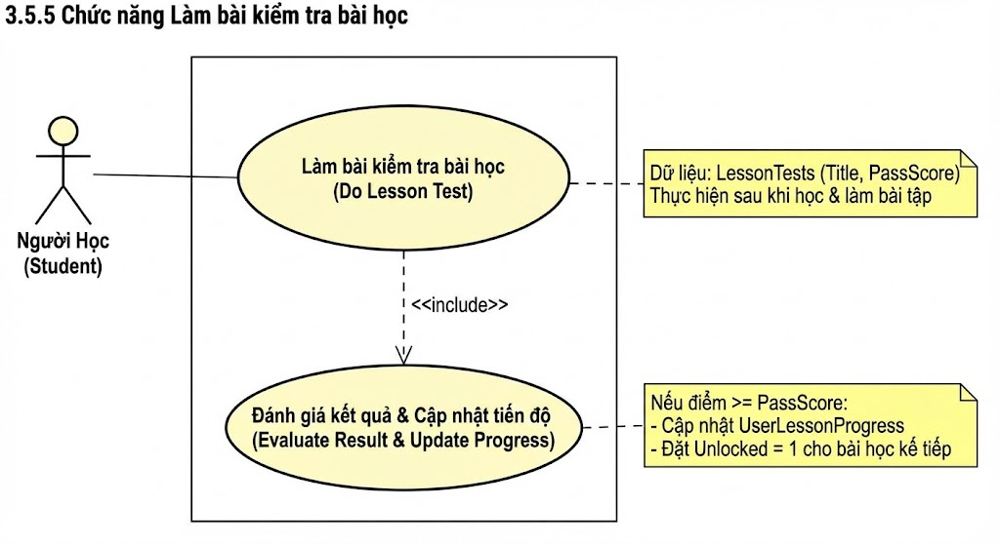 3.5.5 Chức năng Làm bài kiểm tra bài học
Làm bài kiểm tra bài học
(Do Lesson Test)
Dữ liệu: LessonTests (Title, PassScore)
Thực hiện sau khi học & làm bài tập
Người Học
(Student)
<<include>>
Đánh giá kết quả & Cập nhật tiến độ
(Evaluate Result & Update Progress)
Nếu điểm >= PassScore:
- Cập nhật UserLessonProgress
- Đặt Unlocked = 1 cho bài học kế tiếp